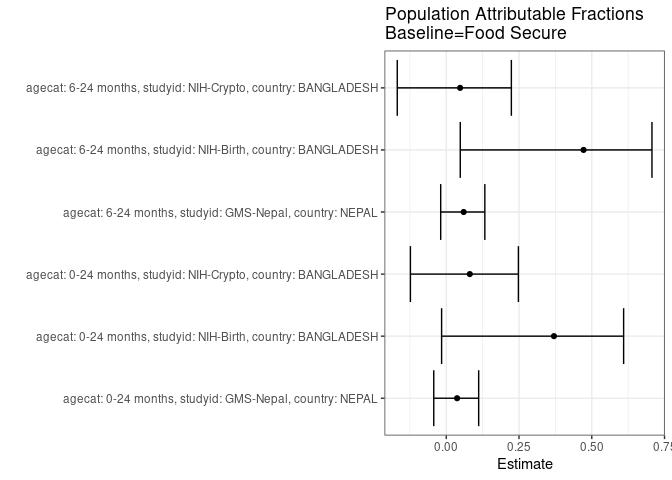 Population Attributable Fractions
Baseline=Food Secure
agecat: 6-24 months, studyid: NIH-Crypto, country: BANGLADESH
agecat: 6-24 months, studyid: NIH-Birth, country: BANGLADESH
agecat: 6-24 months, studyid: GMS-Nepal, country: NEPAL
agecat: 0-24 months, studyid: NIH-Crypto, country: BANGLADESH
agecat: 0-24 months, studyid: NIH-Birth, country: BANGLADESH
agecat: 0-24 months, studyid: GMS-Nepal, country: NEPAL
0.00 0.25 0.50 0.75
Estimate